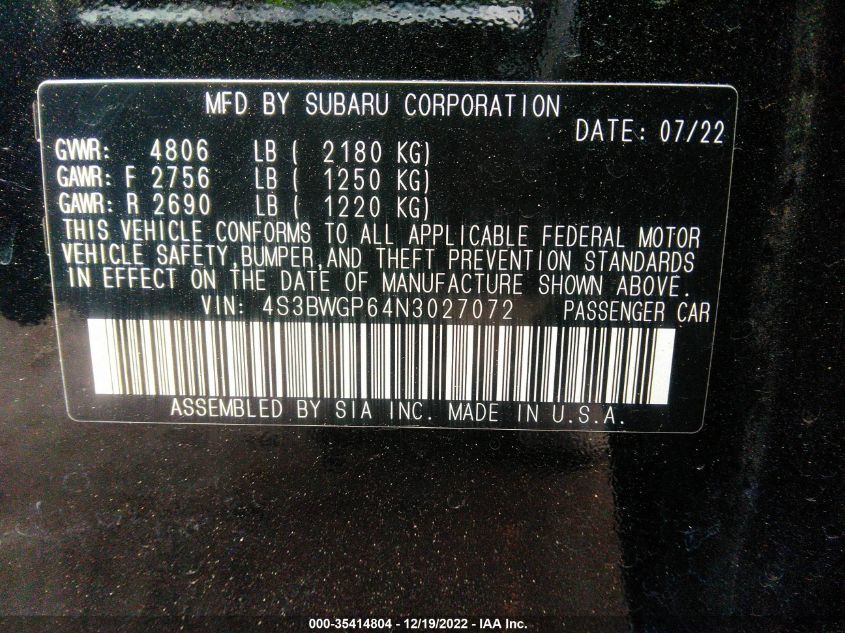 MFD BY SUBARU CORPORATION
DATE: 07/22
GVWR: 4806 LB ( 2180 KG)
GAWR: F 2756 LB ( 1250 KG)
GAWR: R 2690 LB ( 1220 KG)
THIS VEHICLE CONFORMS TO ALL APPLICABLE FEDERAL MOTOR
VEHICLE SAFETY, BUMPER, AND THEFT PREVENTION STANDARDS
IN EFFECT ON THE DATE OF MANUFACTURE SHOWN ABOVE.
VIN: 4S3BWGP64N3027072 PASSENGER CAR
ASSEMBLED BY SIA INC. MADE IN U.S.A.
000-35414804 - 12/19/2022 - IAA Inc.